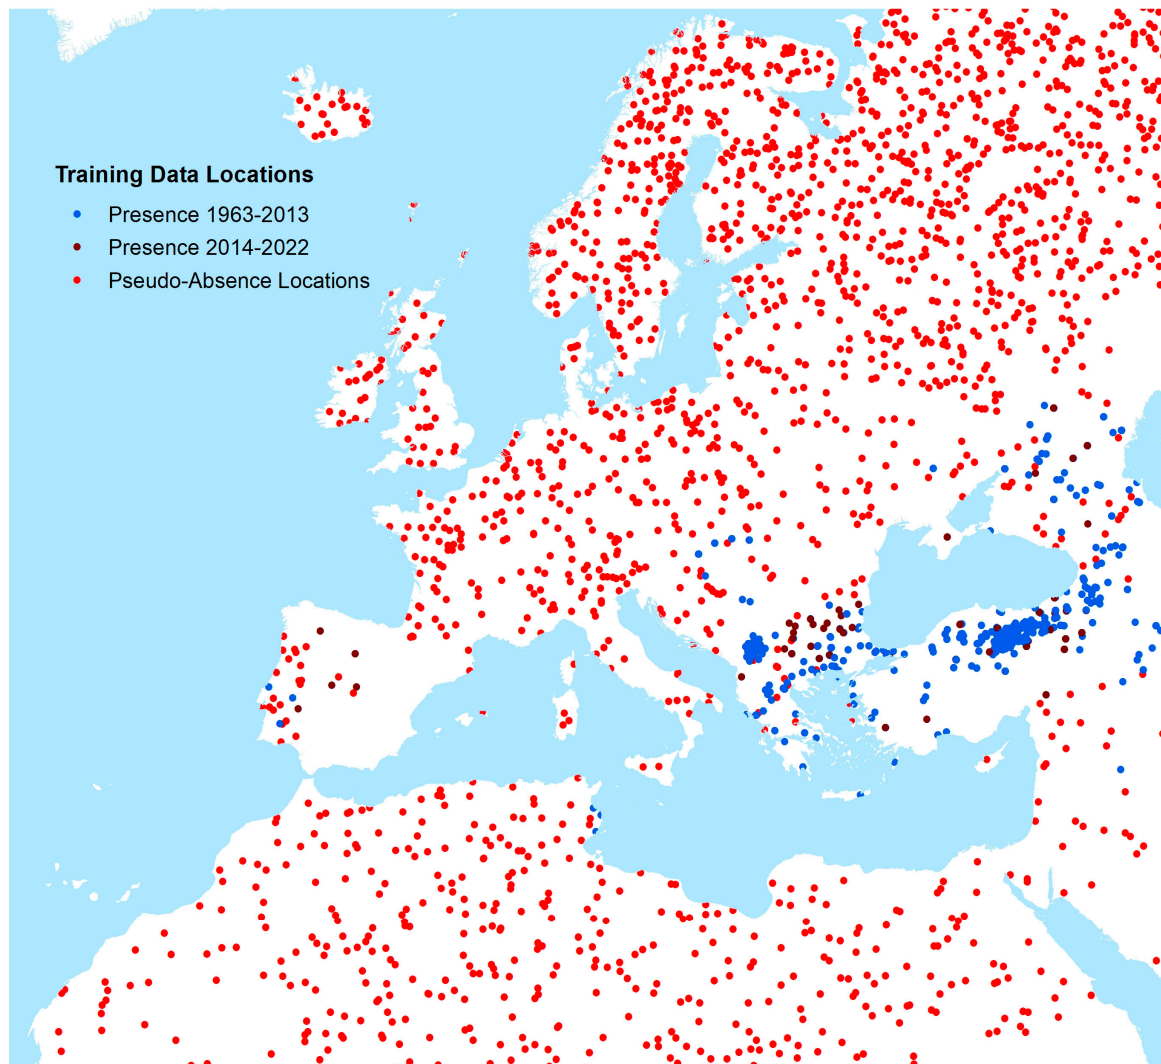 Training Data Locations
Presence 1963-2013
Presence 2014-2022
Pseudo-Absence Locations